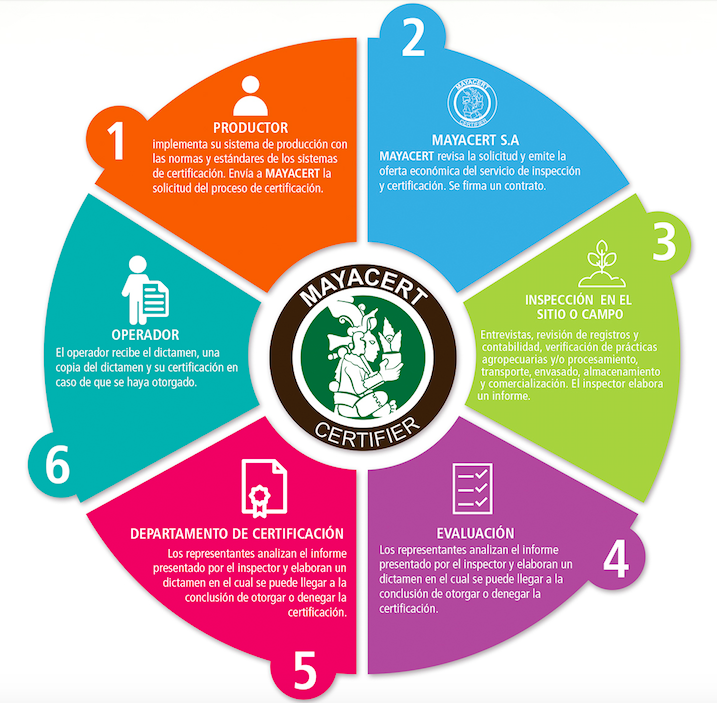 1
PRODUCTOR
implementa su sistema de producción con
las normas y estándares de los sistemas
de certificación. Envía a MAYACERT la
solicitud del proceso de certificación.
2
MAYACERT
CERTIFIER
MAYACERT S.A
MAYACERT revisa la solicitud y emite la
oferta económica del servicio de inspección
y certificación. Se firma un contrato.
3
INSPECCIÓN EN EL
SITIO O CAMPO
Entrevistas, revisión de registros y
contabilidad, verificación de prácticas
agropecuarias y/o procesamiento,
transporte, envasado, almacenamiento
y comercialización. El inspector elabora
un informe.
4
EVALUACIÓN
Los representantes analizan el informe
presentado por el inspector y elaboran un
dictamen en el cual se puede llegar a la
conclusión de otorgar o denegar la
certificación.
5
DEPARTAMENTO DE CERTIFICACIÓN
Los representantes analizan el informe
presentado por el inspector y elaboran un
dictamen en el cual se puede llegar a la
conclusión de otorgar o denegar la
certificación.
6
OPERADOR
El operador recibe el dictamen, una
copia del dictamen y su certificación en
caso de que se haya otorgado.
MAYACERT
CERTIFIER